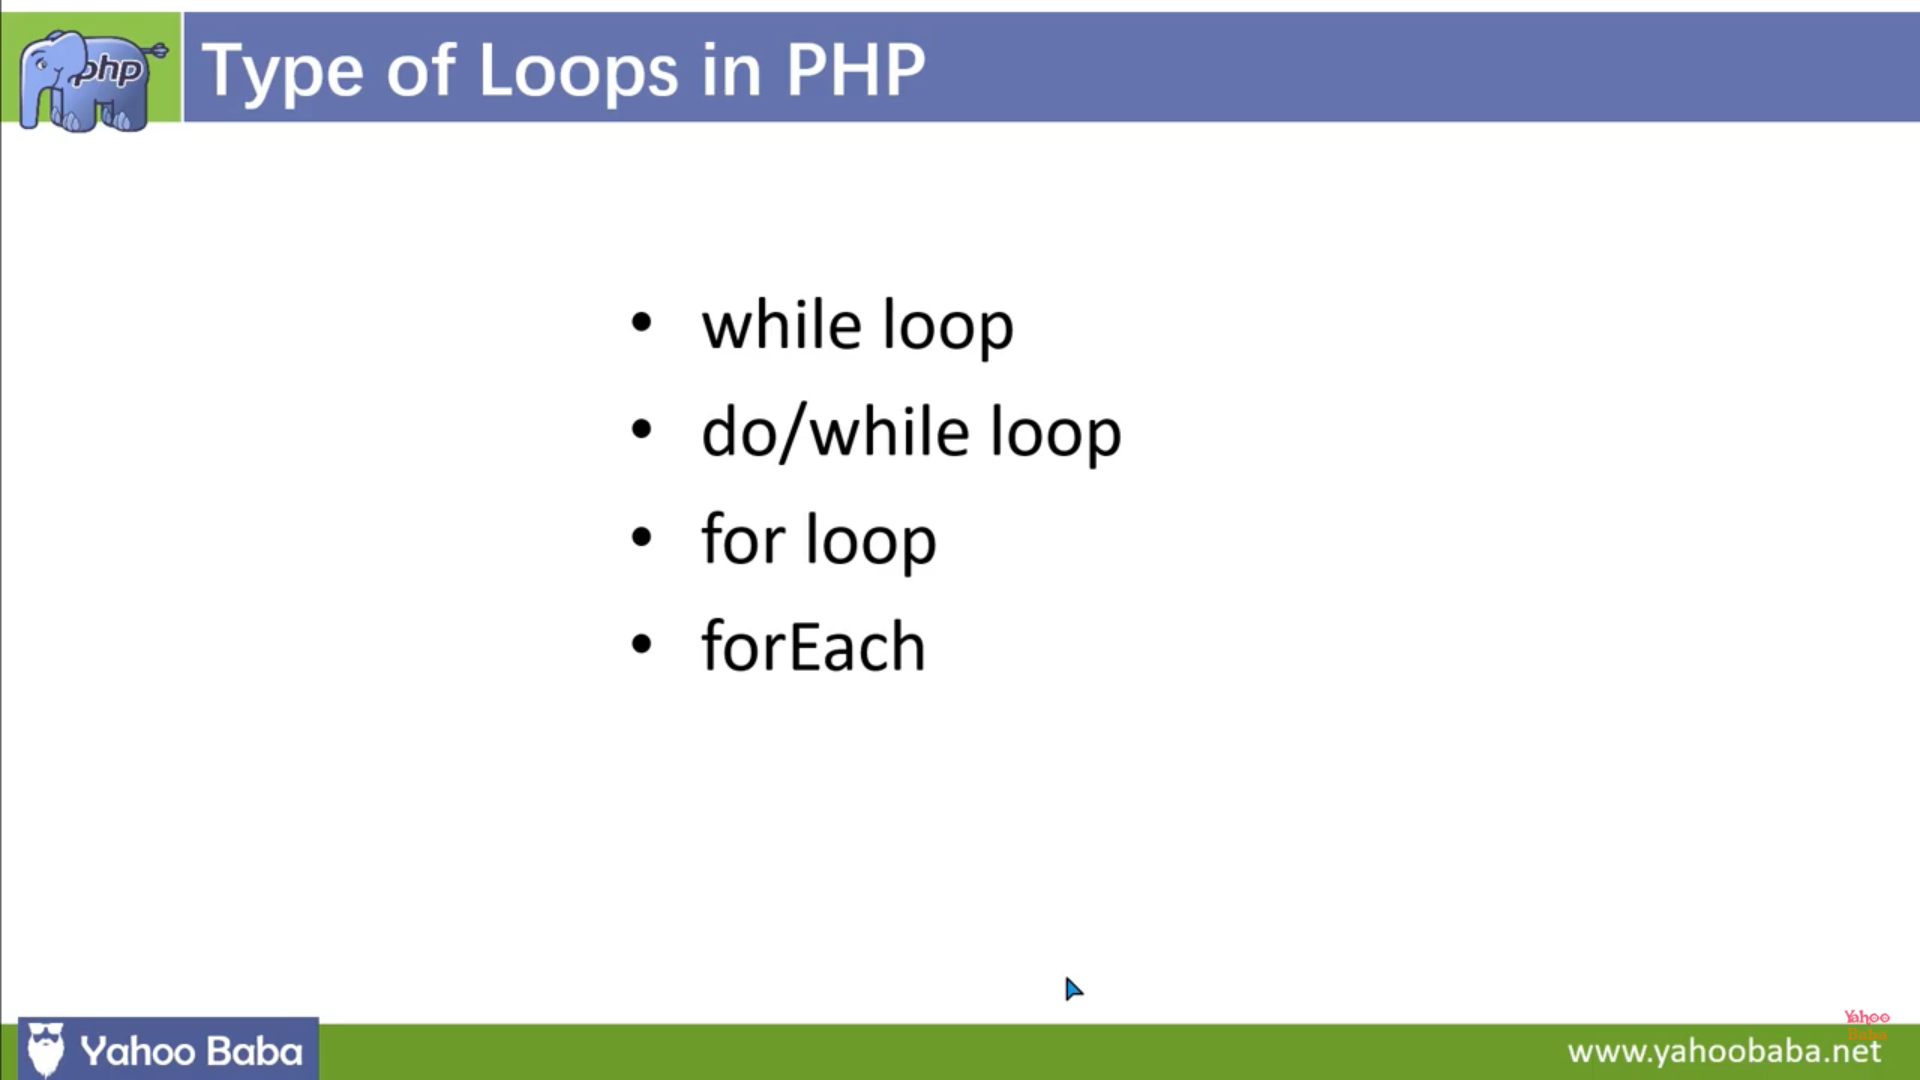 php
Type of Loops in PHP
• while loop
• do/while loop
• for loop
• forEach
Yahoo
Baba
Yahoo Baba
www.yahoobaba.net